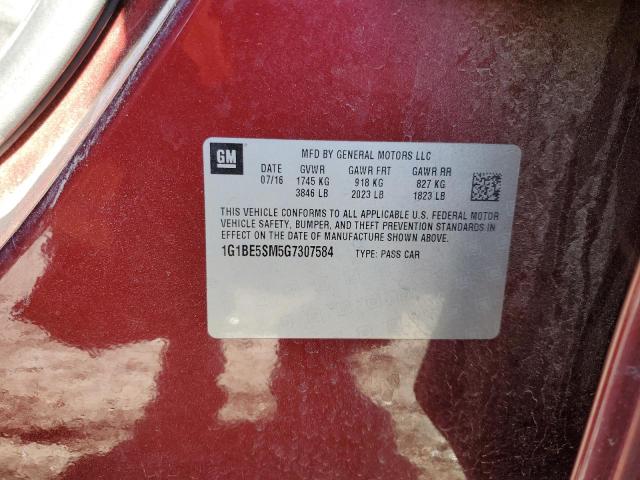 GM
MFD BY GENERAL MOTORS LLC
DATE GVWR GAWR FRT GAWR RR
07/16 1745 KG 918 KG 827 KG
3846 LB 2023 LB 1823 LB
THIS VEHICLE CONFORMS TO ALL APPLICABLE U.S. FEDERAL MOTOR
VEHICLE SAFETY, BUMPER, AND THEFT PREVENTION STANDARDS IN
EFFECT ON THE DATE OF MANUFACTURE SHOWN ABOVE.
1G1BE5SM5G7307584 TYPE: PASS CAR